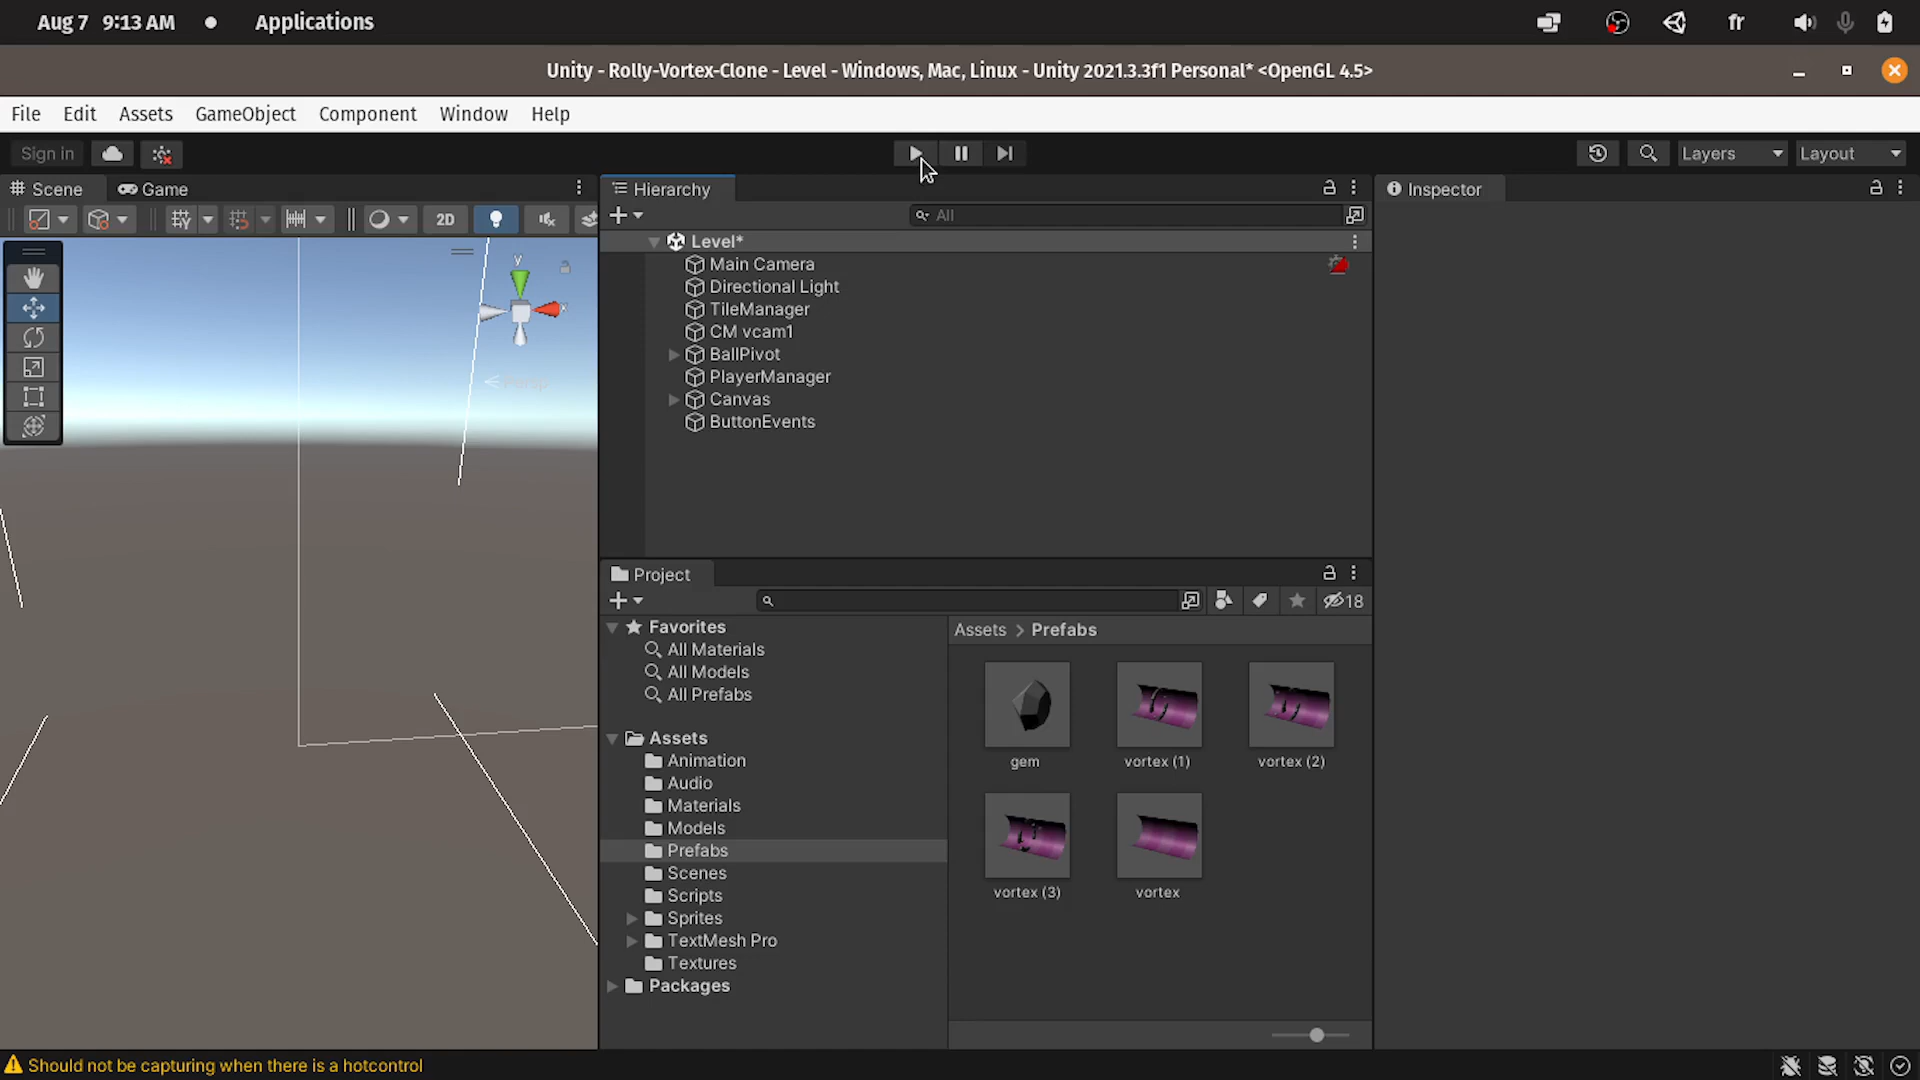 Aug 7 9:13 AM Applications fr
Unity - Rolly-Vortex-Clone - Level - Windows, Mac, Linux - Unity 2021.3.3f1 Personal* <OpenGL 4.5>
File Edit Assets GameObject Component Window Help
Sign in Layers Layout
Scene Game
2D
y
x
Persp
Hierarchy
All
Level*
Main Camera
Directional Light
TileManager
CM vcam1
BallPivot
PlayerManager
Canvas
ButtonEvents
Inspector
Project
18
Favorites
All Materials
All Models
All Prefabs
Assets
Animation
Audio
Materials
Models
Prefabs
Scenes
Scripts
Sprites
TextMesh Pro
Textures
Packages
Assets > Prefabs
gem vortex (1) vortex (2)
vortex (3) vortex
Should not be capturing when there is a hotcontrol